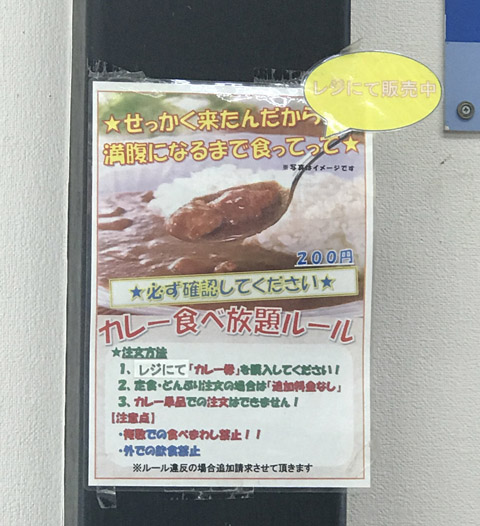 レジにて販売中
★せっかく来たんだから
満腹になるまで食ってって★
※写真はイメージです
200円
★必ず確認してください★
カレー食べ放題ルール
★注文方法
1、レジにて「カレー券」を購入してください!
2、定食・どんぶり注文の場合は「追加料金なし」
3、カレー単品での注文はできません!
【注意点】
・複数での食べまわし禁止!!
・外での飲食禁止
※ルール違反の場合追加請求させて頂きます